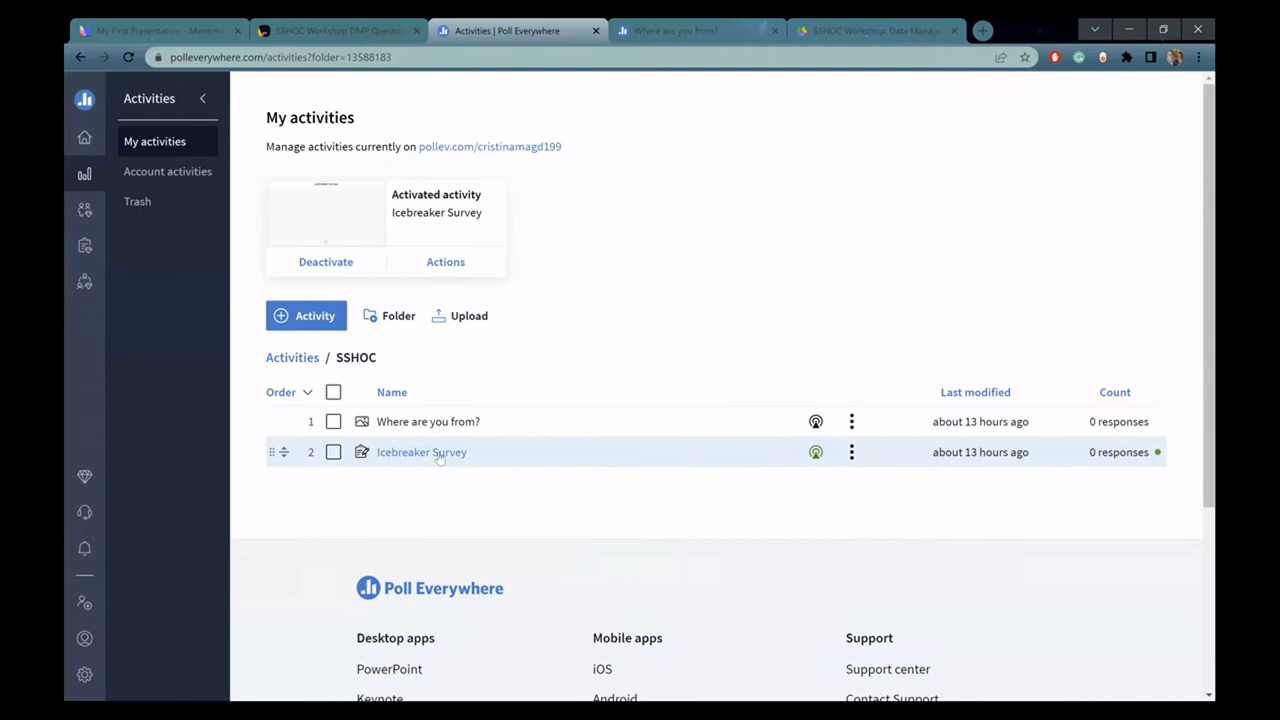 My First Presentation - Mentime
SSHOC Workshop DMP Questio
Activities | Poll Everywhere
Where are you from?
SSHOC Workshop: Data Manage
polleverywhere.com/activities?folder=13588183
Activities
My activities
Account activities
Trash
My activities
Manage activities currently on pollev.com/cristinamagd199
Activated activity
Icebreaker Survey
Deactivate
Actions
Activity
Folder
Upload
Activities / SSHOC
Order Name Last modified Count
1 Where are you from? about 13 hours ago 0 responses
2 Icebreaker Survey about 13 hours ago 0 responses
Poll Everywhere
Desktop apps Mobile apps Support
PowerPoint iOS Support center
Keynote Android Contact Support